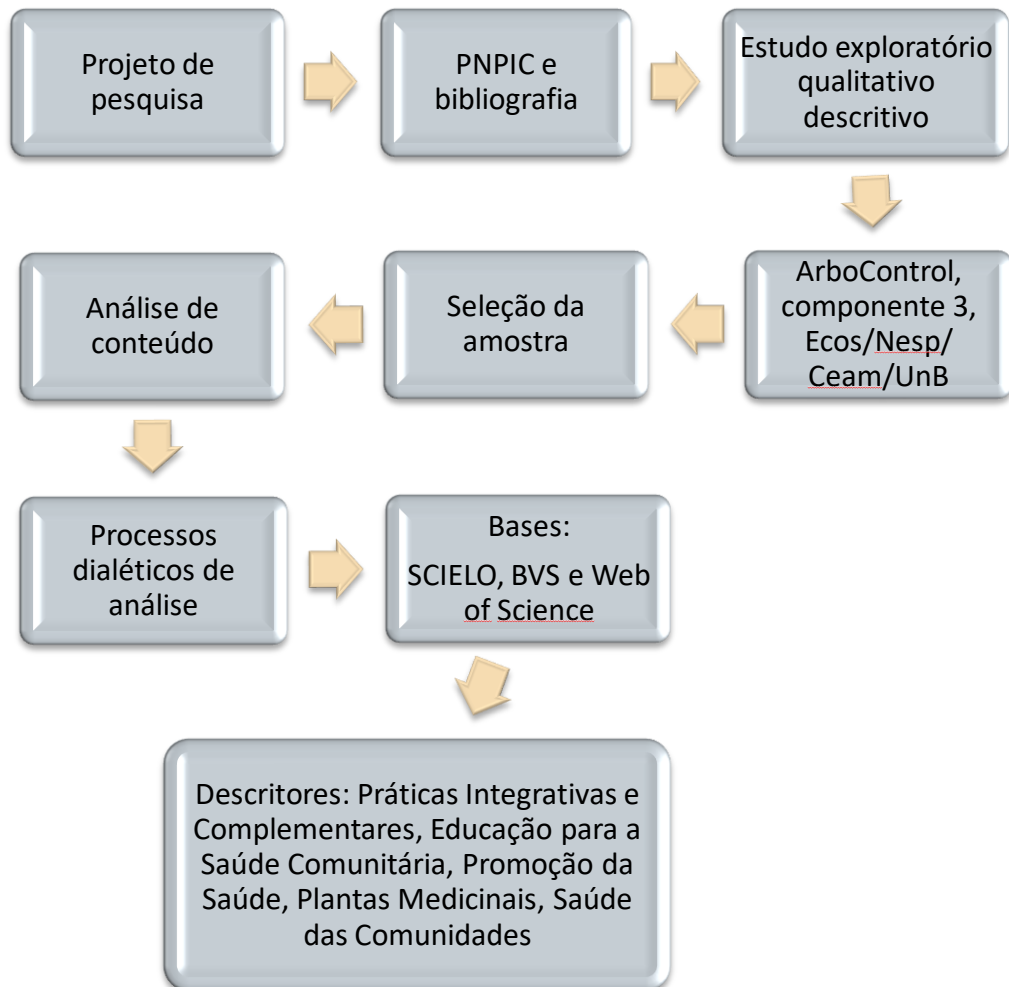 Projeto de
pesquisa
PNPIC e
bibliografia
Estudo exploratório
qualitativo
descritivo
ArboControl,
componente 3,
Ecos/Nesp/
Ceam/UnB
Seleção da
amostra
Análise de
conteúdo
Processos
dialéticos de
análise
Bases:
SCIELO, BVS e Web
of Science
Descritores: Práticas Integrativas e
Complementares, Educação para a
Saúde Comunitária, Promoção da
Saúde, Plantas Medicinais, Saúde
das Comunidades